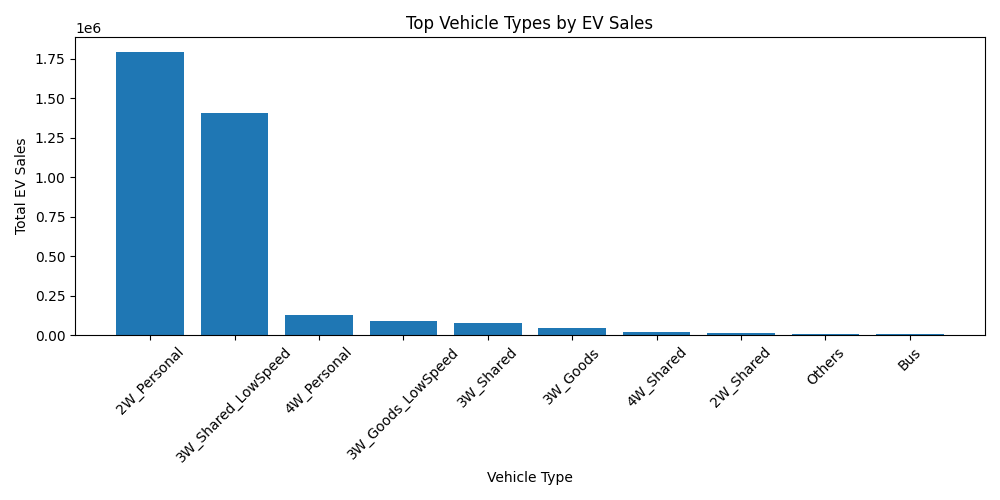 Top Vehicle Types by EV Sales
1e6
Total EV Sales
1.75
1.50
1.25
1.00
0.75
0.50
0.25
0.00
2W_Personal
3W_Shared_LowSpeed
4W_Personal
3W_Goods_LowSpeed
3W_Shared
3W_Goods
4W_Shared
2W_Shared
Others
Bus
Vehicle Type